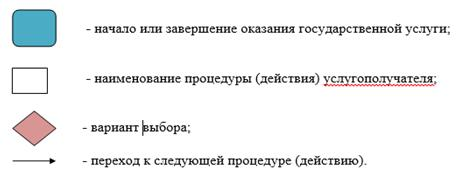 - начало или завершение оказания государственной услуги;
- наименование процедуры (действия) услугополучателя;
- вариант выбора;
- переход к следующей процедуре (действию).